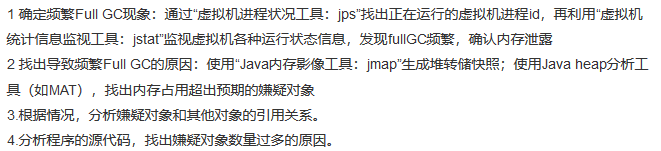 1 确定频繁Full GC现象：通过“虚拟机进程状况工具：jps”找出正在运行的虚拟机进程id，再利用“虚拟机
统计信息监视工具：jstat”监视虚拟机各种运行状态信息，发现fullGC频繁，确认内存泄露
2 找出导致频繁Full GC的原因：使用“Java内存影像工具：jmap”生成堆转储快照；使用Java heap分析工
具（如MAT），找出内存占用超出预期的嫌疑对象
3.根据情况，分析嫌疑对象和其他对象的引用关系。
4.分析程序的源代码，找出嫌疑对象数量过多的原因。